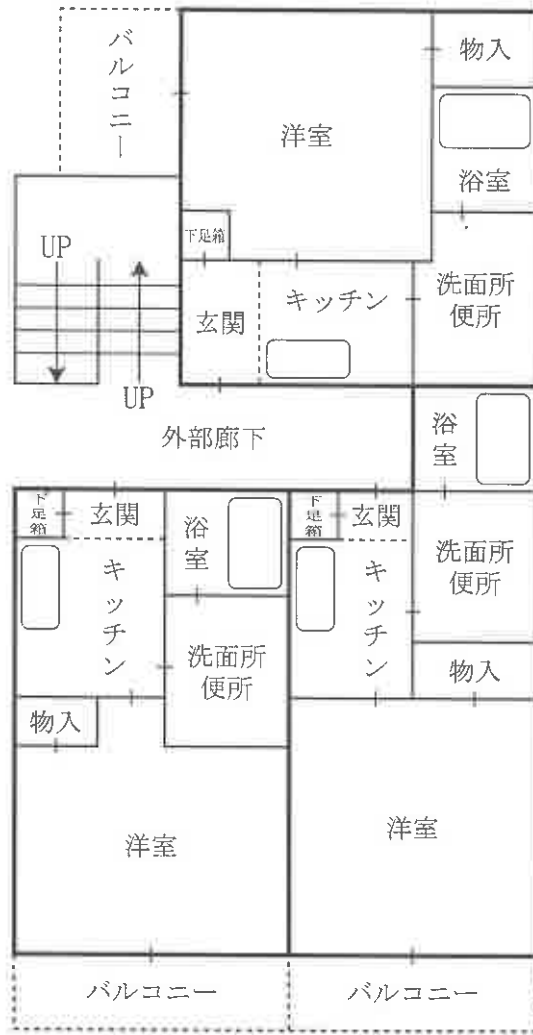 バルコニー
物入
洋室
浴室
下足箱
UP
洗面所
便所
キッチン
玄関
UP
外部廊下
浴室
下足箱
玄関
浴室
下足箱
玄関
洗面所
便所
キッチン
キッチン
洗面所
便所
物入
物入
洋室
洋室
バルコニー
バルコニー